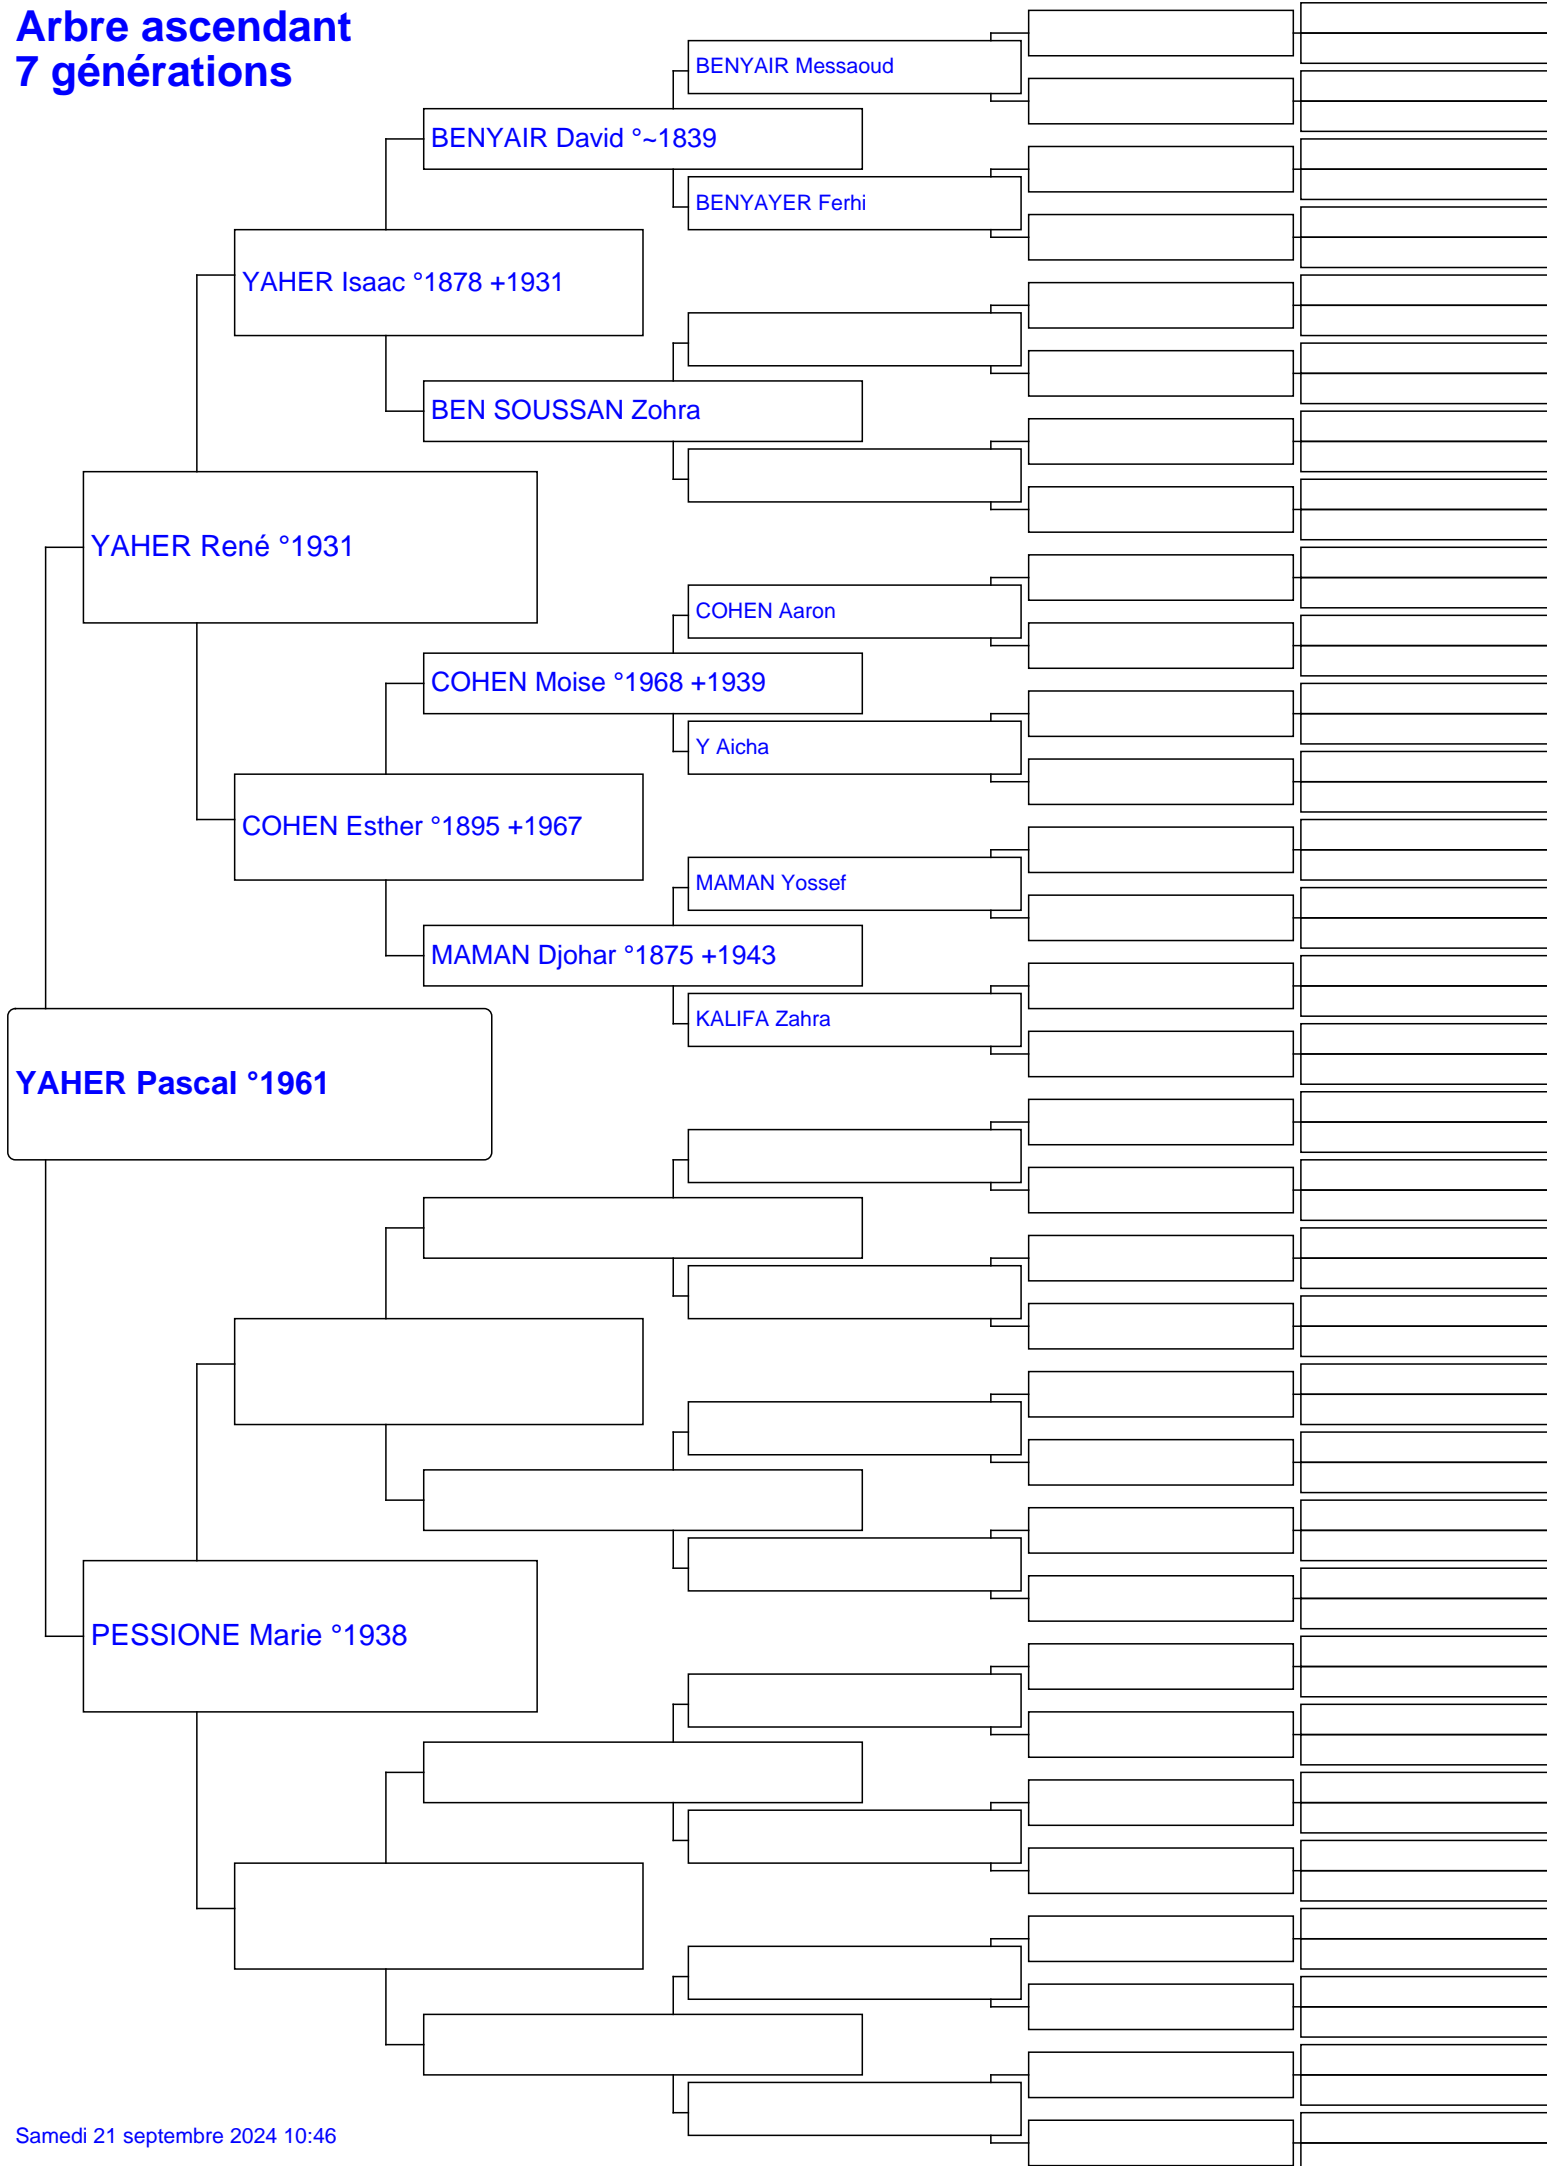 Arbre ascendant
7 générations
BENYAIR Messaoud
BENYAIR David °~1839
BENYAYER Ferhi
YAHER Isaac °1878 +1931
BEN SOUSSAN Zohra
YAHER René °1931
COHEN Aaron
COHEN Moise °1968 +1939
Y Aicha
COHEN Esther °1895 +1967
MAMAN Yossef
MAMAN Djohar °1875 +1943
KALIFA Zahra
YAHER Pascal °1961
PESSIONE Marie °1938
Samedi 21 septembre 2024 10:46